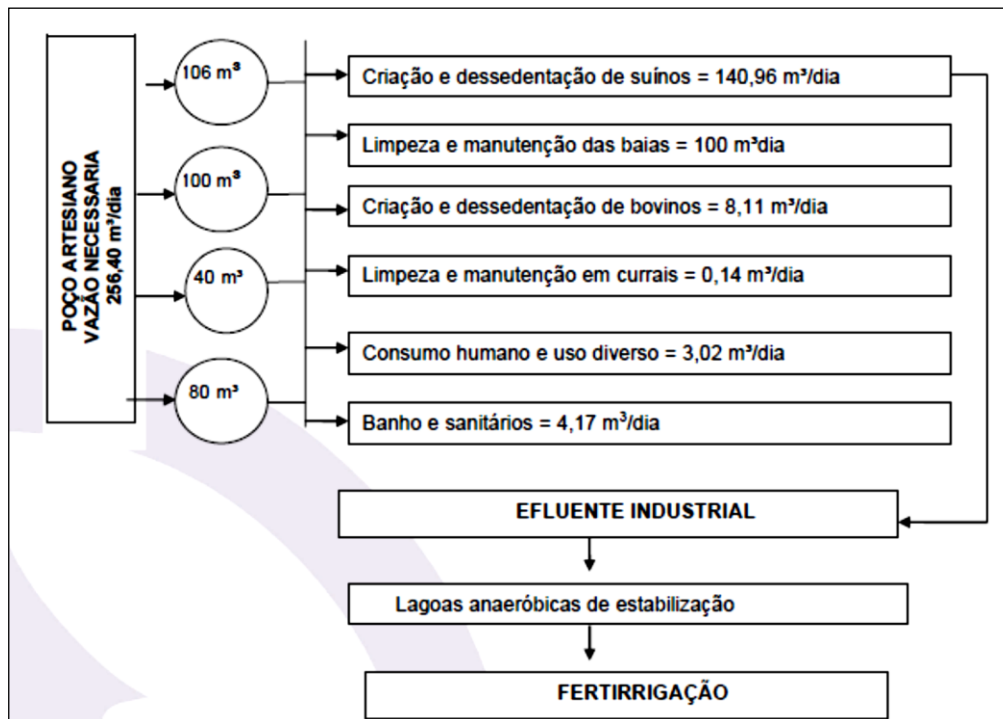 POÇO ARTESIANO
VAZÃO NECESSARIA
256,40 m³/dia
106 m³
100 m³
40 m³
80 m³
Criação e dessedentação de suínos = 140,96 m³/dia
Limpeza e manutenção das baias = 100 m³dia
Criação e dessedentação de bovinos = 8,11 m³/dia
Limpeza e manutenção em currais = 0,14 m³/dia
Consumo humano e uso diverso = 3,02 m³/dia
Banho e sanitários = 4,17 m³/dia
EFLUENTE INDUSTRIAL
Lagoas anaeróbicas de estabilização
FERTIRRIGAÇÃO